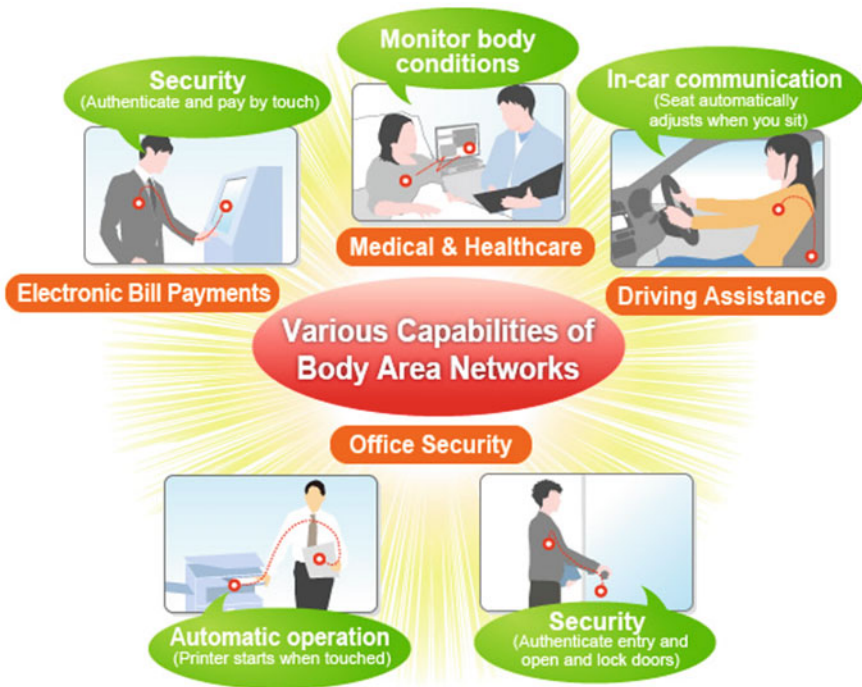 Security
(Authenticate and pay by touch)
Electronic Bill Payments
Monitor body
conditions
Medical & Healthcare
In-car communication
(Seat automatically
adjusts when you sit)
Driving Assistance
Various Capabilities of
Body Area Networks
Office Security
Automatic operation
(Printer starts when touched)
Security
(Authenticate entry and
open and lock doors)